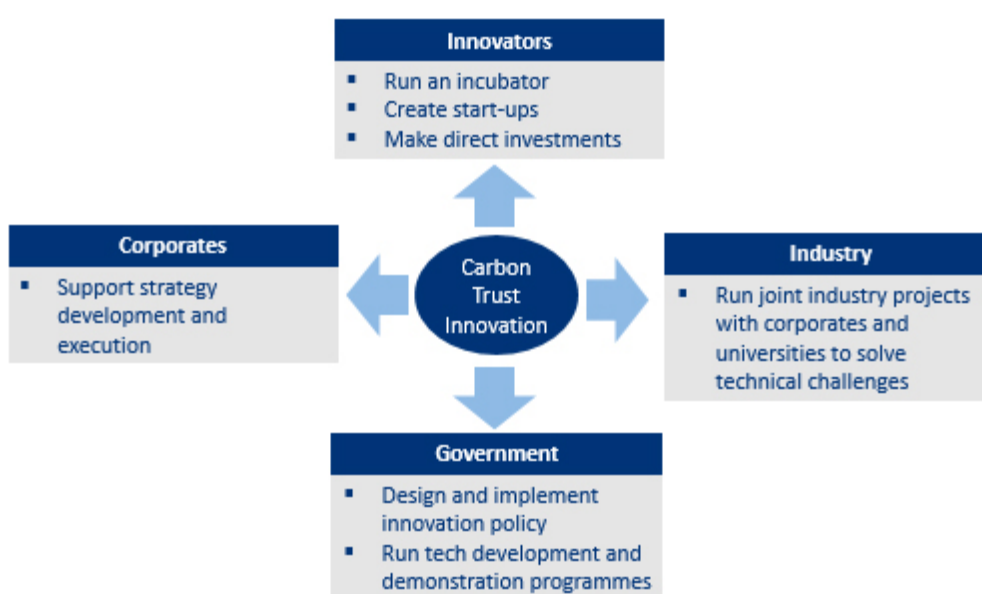 Innovators
▪ Run an incubator
▪ Create start-ups
▪ Make direct investments
Corporates
▪ Support strategy
development and
execution
Carbon
Trust
Innovation
Industry
▪ Run joint industry projects
with corporates and
universities to solve
technical challenges
Government
▪ Design and implement
innovation policy
▪ Run tech development and
demonstration programmes